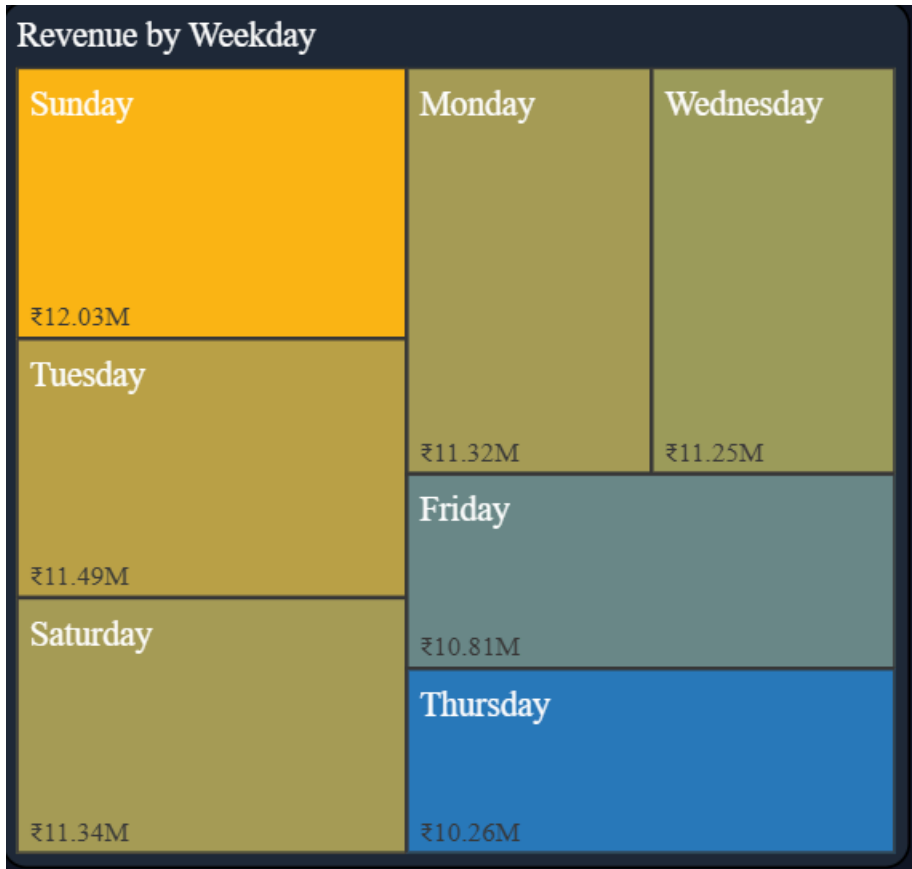 Revenue by Weekday
Sunday
₹12.03M
Tuesday
₹11.49M
Saturday
₹11.34M
Monday
₹11.32M
Wednesday
₹11.25M
Friday
₹10.81M
Thursday
₹10.26M